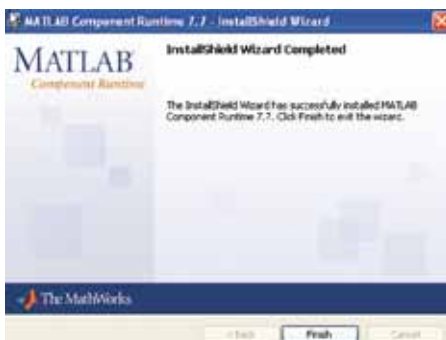 MATLAB Component Runtime 7.7 - InstallShield Wizard
MATLAB
Component Runtime
InstallShield Wizard Completed
The InstallShield Wizard has successfully installed MATLAB
Component Runtime 7.7. Click Finish to exit the wizard.
The MathWorks
< Back
Finish
Cancel